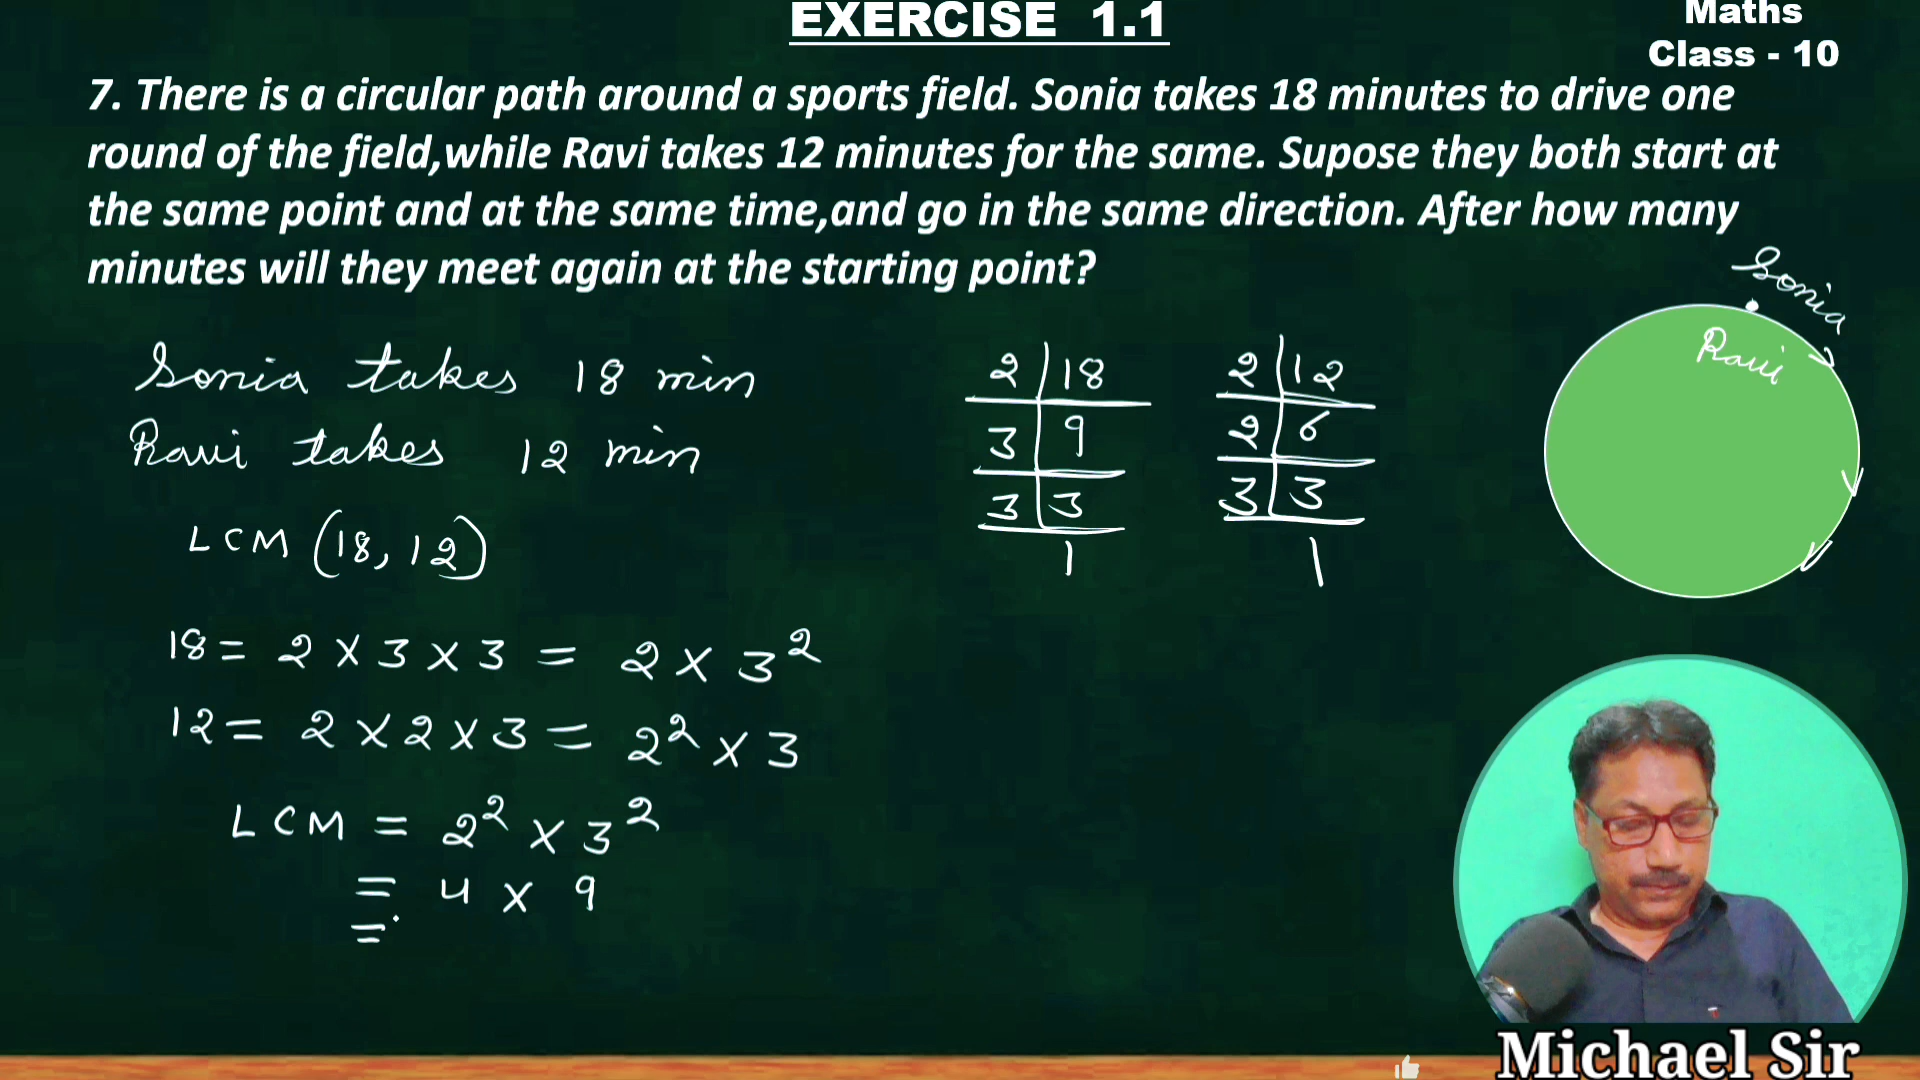 EXERCISE 1.1
Maths
Class - 10
7. There is a circular path around a sports field. Sonia takes 18 minutes to drive one
round of the field,while Ravi takes 12 minutes for the same. Supose they both start at
the same point and at the same time,and go in the same direction. After how many
minutes will they meet again at the starting point?
Sonia
Ravi
Sonia takes 18 min
Ravi takes 12 min
LCM (18, 12)
2 | 18
3 | 9
3 | 3
1
2 | 12
2 | 6
3 | 3
1
18 = 2 × 3 × 3 = 2 × 3²
12 = 2 × 2 × 3 = 2² × 3
LCM = 2² × 3²
= 4 × 9
=
Michael Sir